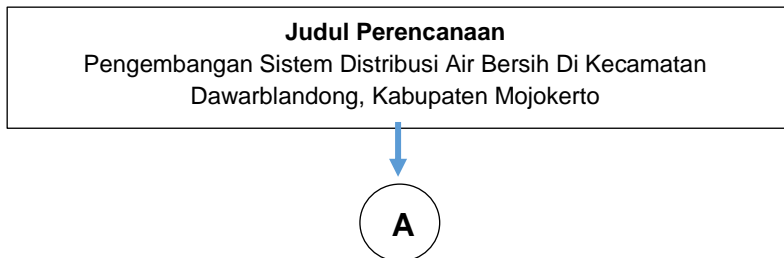 Judul Perencanaan
Pengembangan Sistem Distribusi Air Bersih Di Kecamatan
Dawarblandong, Kabupaten Mojokerto
A